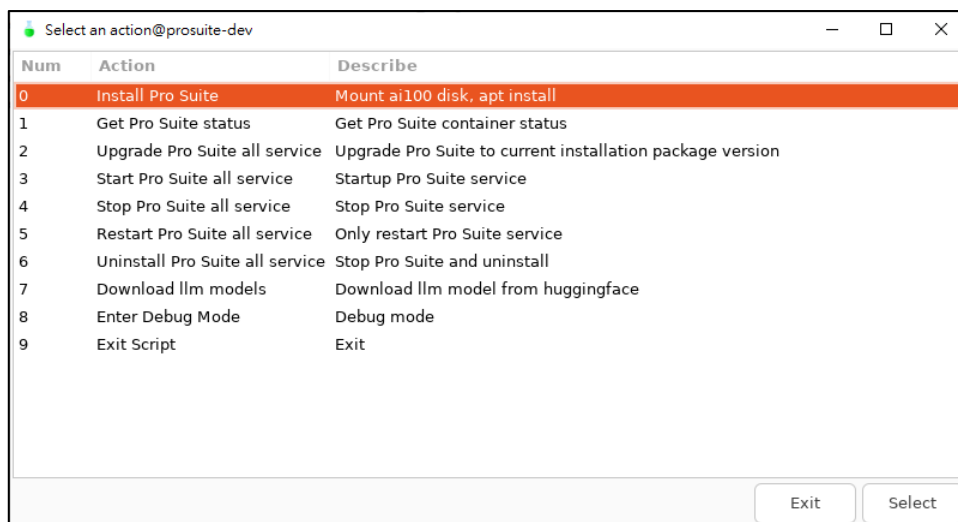 Select an action@prosuite-dev
Num Action Describe
0 Install Pro Suite Mount ai100 disk, apt install
1 Get Pro Suite status Get Pro Suite container status
2 Upgrade Pro Suite all service Upgrade Pro Suite to current installation package version
3 Start Pro Suite all service Startup Pro Suite service
4 Stop Pro Suite all service Stop Pro Suite service
5 Restart Pro Suite all service Only restart Pro Suite service
6 Uninstall Pro Suite all service Stop Pro Suite and uninstall
7 Download llm models Download llm model from huggingface
8 Enter Debug Mode Debug mode
9 Exit Script Exit
Exit Select